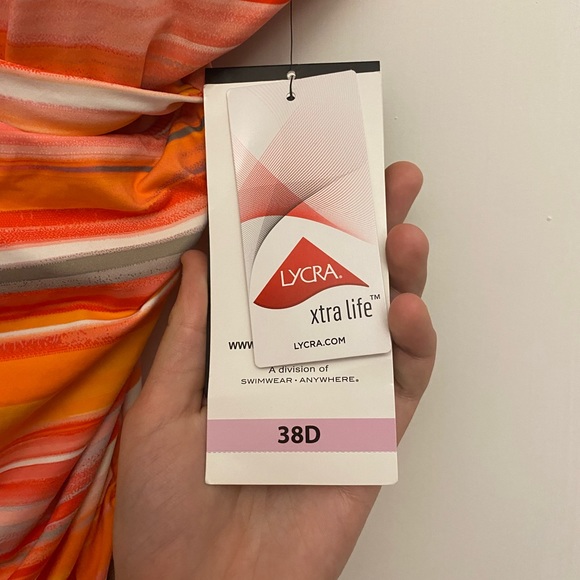 LYCRA®
xtra life™
LYCRA.COM
www
A division of
SWIMWEAR · ANYWHERE®
38D